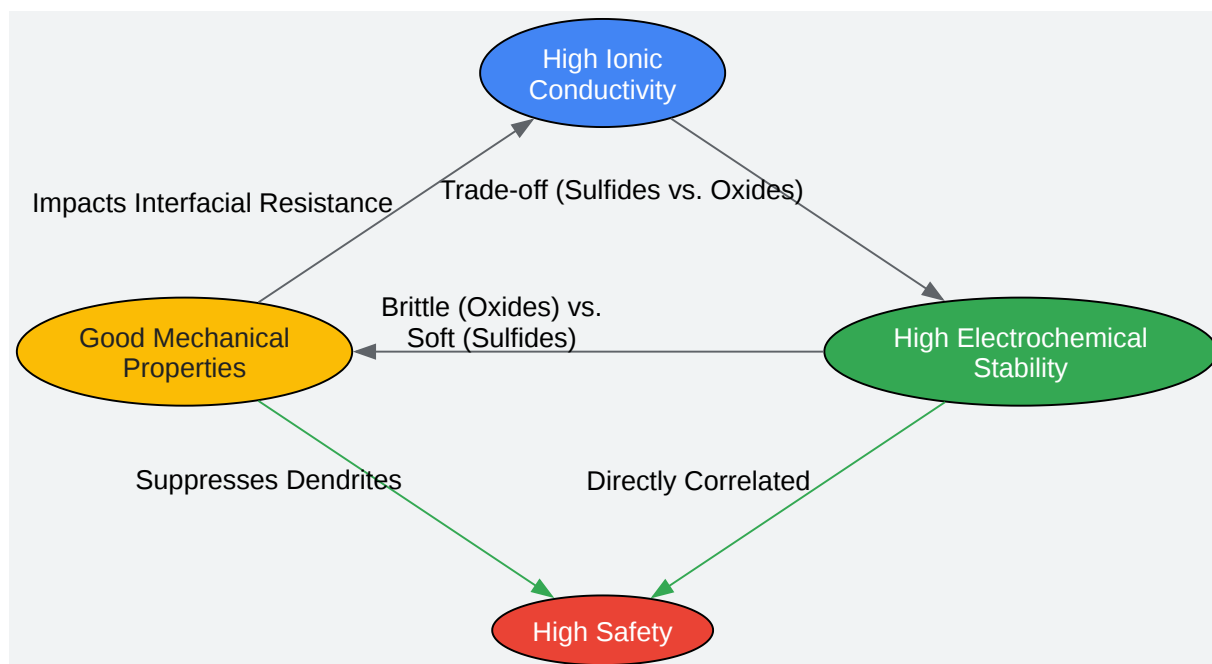 High Ionic
Conductivity
Impacts Interfacial Resistance
Trade-off (Sulfides vs. Oxides)
Brittle (Oxides) vs.
Soft (Sulfides)
Good Mechanical
Properties
High Electrochemical
Stability
Suppresses Dendrites
Directly Correlated
High Safety